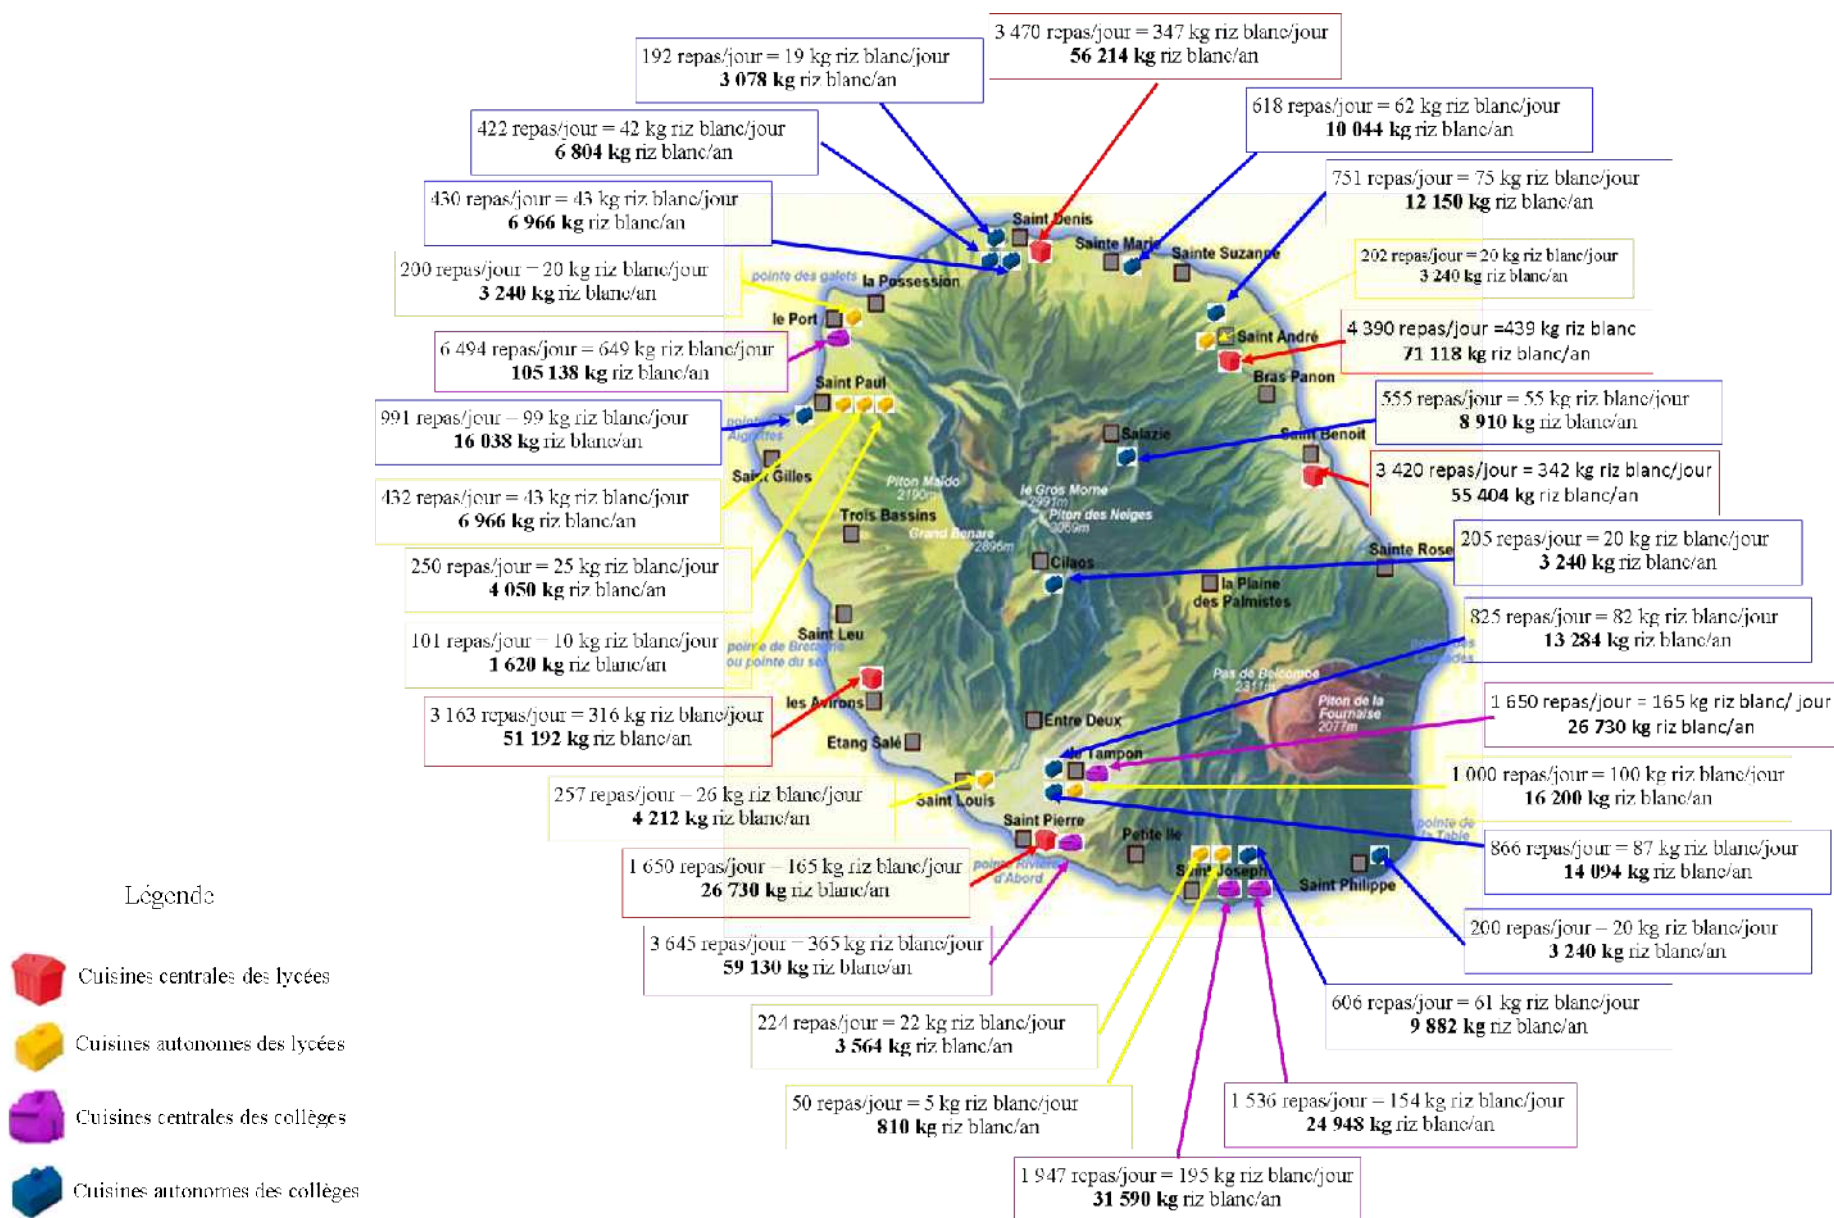 3 470 repas/jour = 347 kg riz blanc/jour
56 214 kg riz blanc/an
192 repas/jour = 19 kg riz blanc/jour
3 078 kg riz blanc/an
618 repas/jour = 62 kg riz blanc/jour
10 044 kg riz blanc/an
422 repas/jour = 42 kg riz blanc/jour
6 804 kg riz blanc/an
751 repas/jour = 75 kg riz blanc/jour
12 150 kg riz blanc/an
430 repas/jour = 43 kg riz blanc/jour
6 966 kg riz blanc/an
202 repas/jour = 20 kg riz blanc/jour
3 240 kg riz blanc/an
200 repas/jour = 20 kg riz blanc/jour
3 240 kg riz blanc/an
4 390 repas/jour =439 kg riz blanc
71 118 kg riz blanc/an
6 494 repas/jour = 649 kg riz blanc/jour
105 138 kg riz blanc/an
555 repas/jour = 55 kg riz blanc/jour
8 910 kg riz blanc/an
991 repas/jour = 99 kg riz blanc/jour
16 038 kg riz blanc/an
3 420 repas/jour = 342 kg riz blanc/jour
55 404 kg riz blanc/an
432 repas/jour = 43 kg riz blanc/jour
6 966 kg riz blanc/an
205 repas/jour = 20 kg riz blanc/jour
3 240 kg riz blanc/an
250 repas/jour = 25 kg riz blanc/jour
4 050 kg riz blanc/an
825 repas/jour = 82 kg riz blanc/jour
13 284 kg riz blanc/an
101 repas/jour = 10 kg riz blanc/jour
1 620 kg riz blanc/an
1 650 repas/jour = 165 kg riz blanc/ jour
26 730 kg riz blanc/an
3 163 repas/jour = 316 kg riz blanc/jour
51 192 kg riz blanc/an
1 000 repas/jour = 100 kg riz blanc/jour
16 200 kg riz blanc/an
257 repas/jour = 26 kg riz blanc/jour
4 212 kg riz blanc/an
866 repas/jour = 87 kg riz blanc/jour
14 094 kg riz blanc/an
1 650 repas/jour = 165 kg riz blanc/jour
26 730 kg riz blanc/an
200 repas/jour = 20 kg riz blanc/jour
3 240 kg riz blanc/an
3 645 repas/jour = 365 kg riz blanc/jour
59 130 kg riz blanc/an
606 repas/jour = 61 kg riz blanc/jour
9 882 kg riz blanc/an
224 repas/jour = 22 kg riz blanc/jour
3 564 kg riz blanc/an
50 repas/jour = 5 kg riz blanc/jour
810 kg riz blanc/an
1 536 repas/jour = 154 kg riz blanc/jour
24 948 kg riz blanc/an
1 947 repas/jour = 195 kg riz blanc/jour
31 590 kg riz blanc/an
Saint Denis
Sainte Marie
Sainte Suzanne
pointe des galets
la Possession
le Port
Saint André
Bras Panon
Saint Paul
Salazie
Saint Benoit
Aigrettes
Saint Gilles
Piton Maïdo
2190m
le Gros Morne
2991m
Piton des Neiges
3069m
Trois Bassins
Grand Benare
2896m
Cilaos
Sainte Rose
la Plaine
des Palmistes
Saint Leu
pointe de Bretagne
ou pointe du sel
Pas de Belcombe
2311m
Piton de la
Fournaise
2077m
les Avirons
Entre Deux
Etang Salé
le Tampon
Saint Louis
Saint Pierre
Petite Ile
pointe de
la Table
pointe Rivière
d'Abord
Saint Joseph
Saint Philippe
Légende
Cuisines centrales des lycées
Cuisines autonomes des lycées
Cuisines centrales des collèges
Cuisines autonomes des collèges